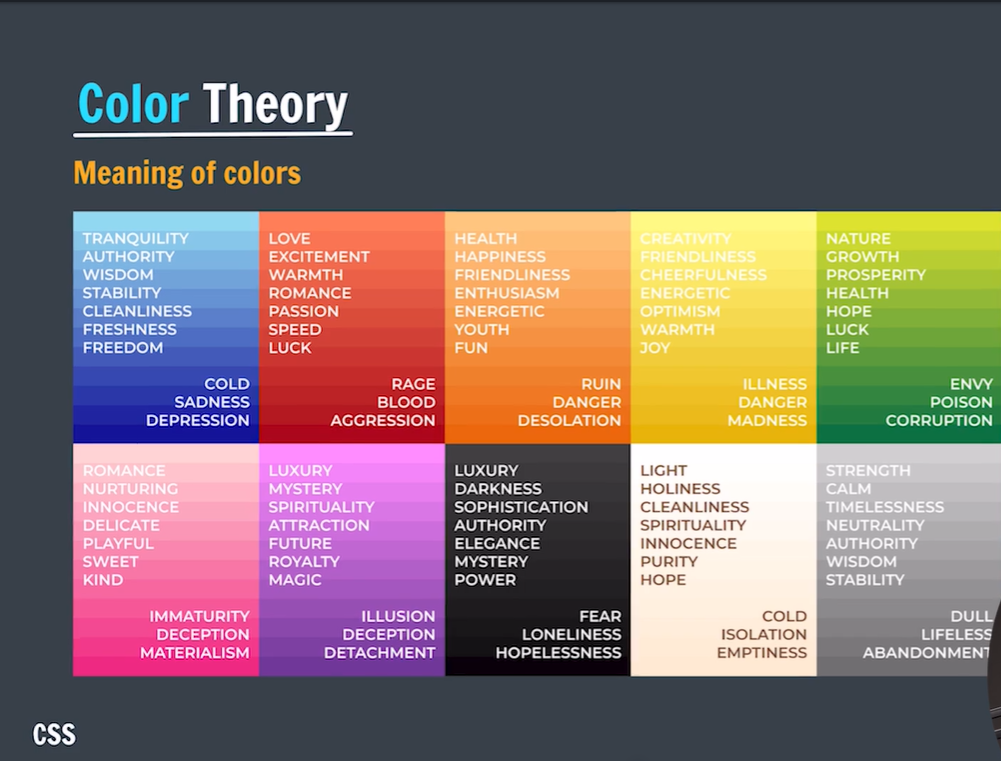 Color Theory
Meaning of colors
TRANQUILITY
AUTHORITY
WISDOM
STABILITY
CLEANLINESS
FRESHNESS
FREEDOM
COLD
SADNESS
DEPRESSION
LOVE
EXCITEMENT
WARMTH
ROMANCE
PASSION
SPEED
LUCK
RAGE
BLOOD
AGGRESSION
HEALTH
HAPPINESS
FRIENDLINESS
ENTHUSIASM
ENERGETIC
YOUTH
FUN
RUIN
DANGER
DESOLATION
CREATIVITY
FRIENDLINESS
CHEERFULNESS
ENERGETIC
OPTIMISM
WARMTH
JOY
ILLNESS
DANGER
MADNESS
NATURE
GROWTH
PROSPERITY
HEALTH
HOPE
LUCK
LIFE
ENVY
POISON
CORRUPTION
ROMANCE
NURTURING
INNOCENCE
DELICATE
PLAYFUL
SWEET
KIND
IMMATURITY
DECEPTION
MATERIALISM
LUXURY
MYSTERY
SPIRITUALITY
ATTRACTION
FUTURE
ROYALTY
MAGIC
ILLUSION
DECEPTION
DETACHMENT
LUXURY
DARKNESS
SOPHISTICATION
AUTHORITY
ELEGANCE
MYSTERY
POWER
FEAR
LONELINESS
HOPELESSNESS
LIGHT
HOLINESS
CLEANLINESS
SPIRITUALITY
INNOCENCE
PURITY
HOPE
COLD
ISOLATION
EMPTINESS
STRENGTH
CALM
TIMELESSNESS
NEUTRALITY
AUTHORITY
WISDOM
STABILITY
DULL
LIFELESS
ABANDONMENT
CSS